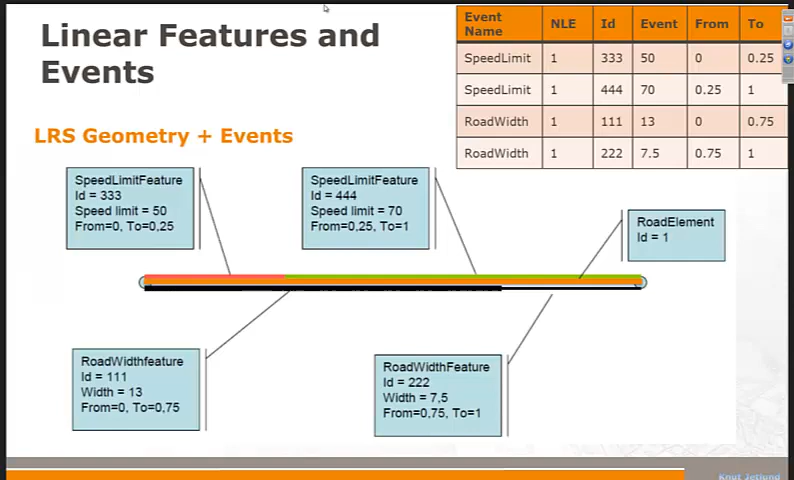 Linear Features and
Events
LRS Geometry + Events
Event Name NLE Id Event From To
SpeedLimit 1 333 50 0 0.25
SpeedLimit 1 444 70 0.25 1
RoadWidth 1 111 13 0 0.75
RoadWidth 1 222 7.5 0.75 1
SpeedLimitFeature
Id = 333
Speed limit = 50
From=0, To=0,25
SpeedLimitFeature
Id = 444
Speed limit = 70
From=0,25, To=1
RoadElement
Id = 1
RoadWidthfeature
Id = 111
Width = 13
From=0, To=0,75
RoadWidthFeature
Id = 222
Width = 7,5
From=0,75, To=1
Knut Jetlund